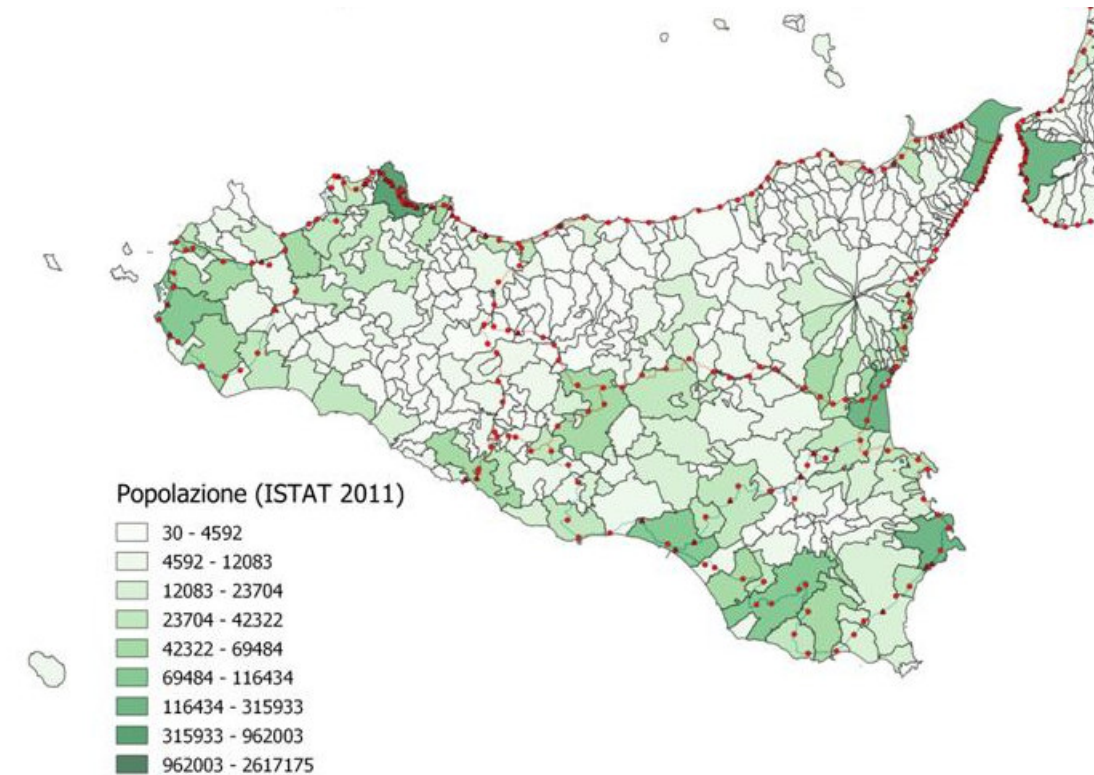 Popolazione (ISTAT 2011)
30 - 4592
4592 - 12083
12083 - 23704
23704 - 42322
42322 - 69484
69484 - 116434
116434 - 315933
315933 - 962003
962003 - 2617175